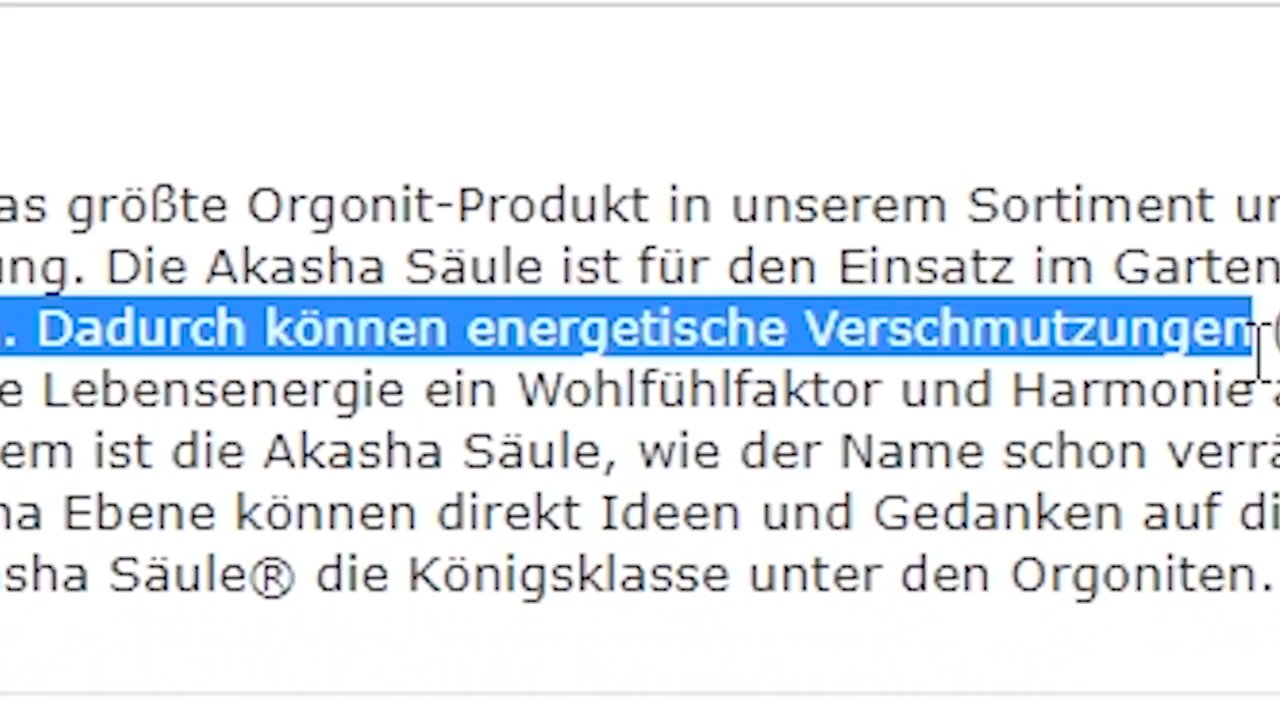 as größte Orgonit-Produkt in unserem Sortiment
ung. Die Akasha Säule ist für den Einsatz im Garten
. Dadurch können energetische Verschmutzungen
e Lebensenergie ein Wohlfühlfaktor und Harmonie
em ist die Akasha Säule, wie der Name schon
na Ebene können direkt Ideen und Gedanken auf
sha Säule® die Königsklasse unter den Orgoniten.